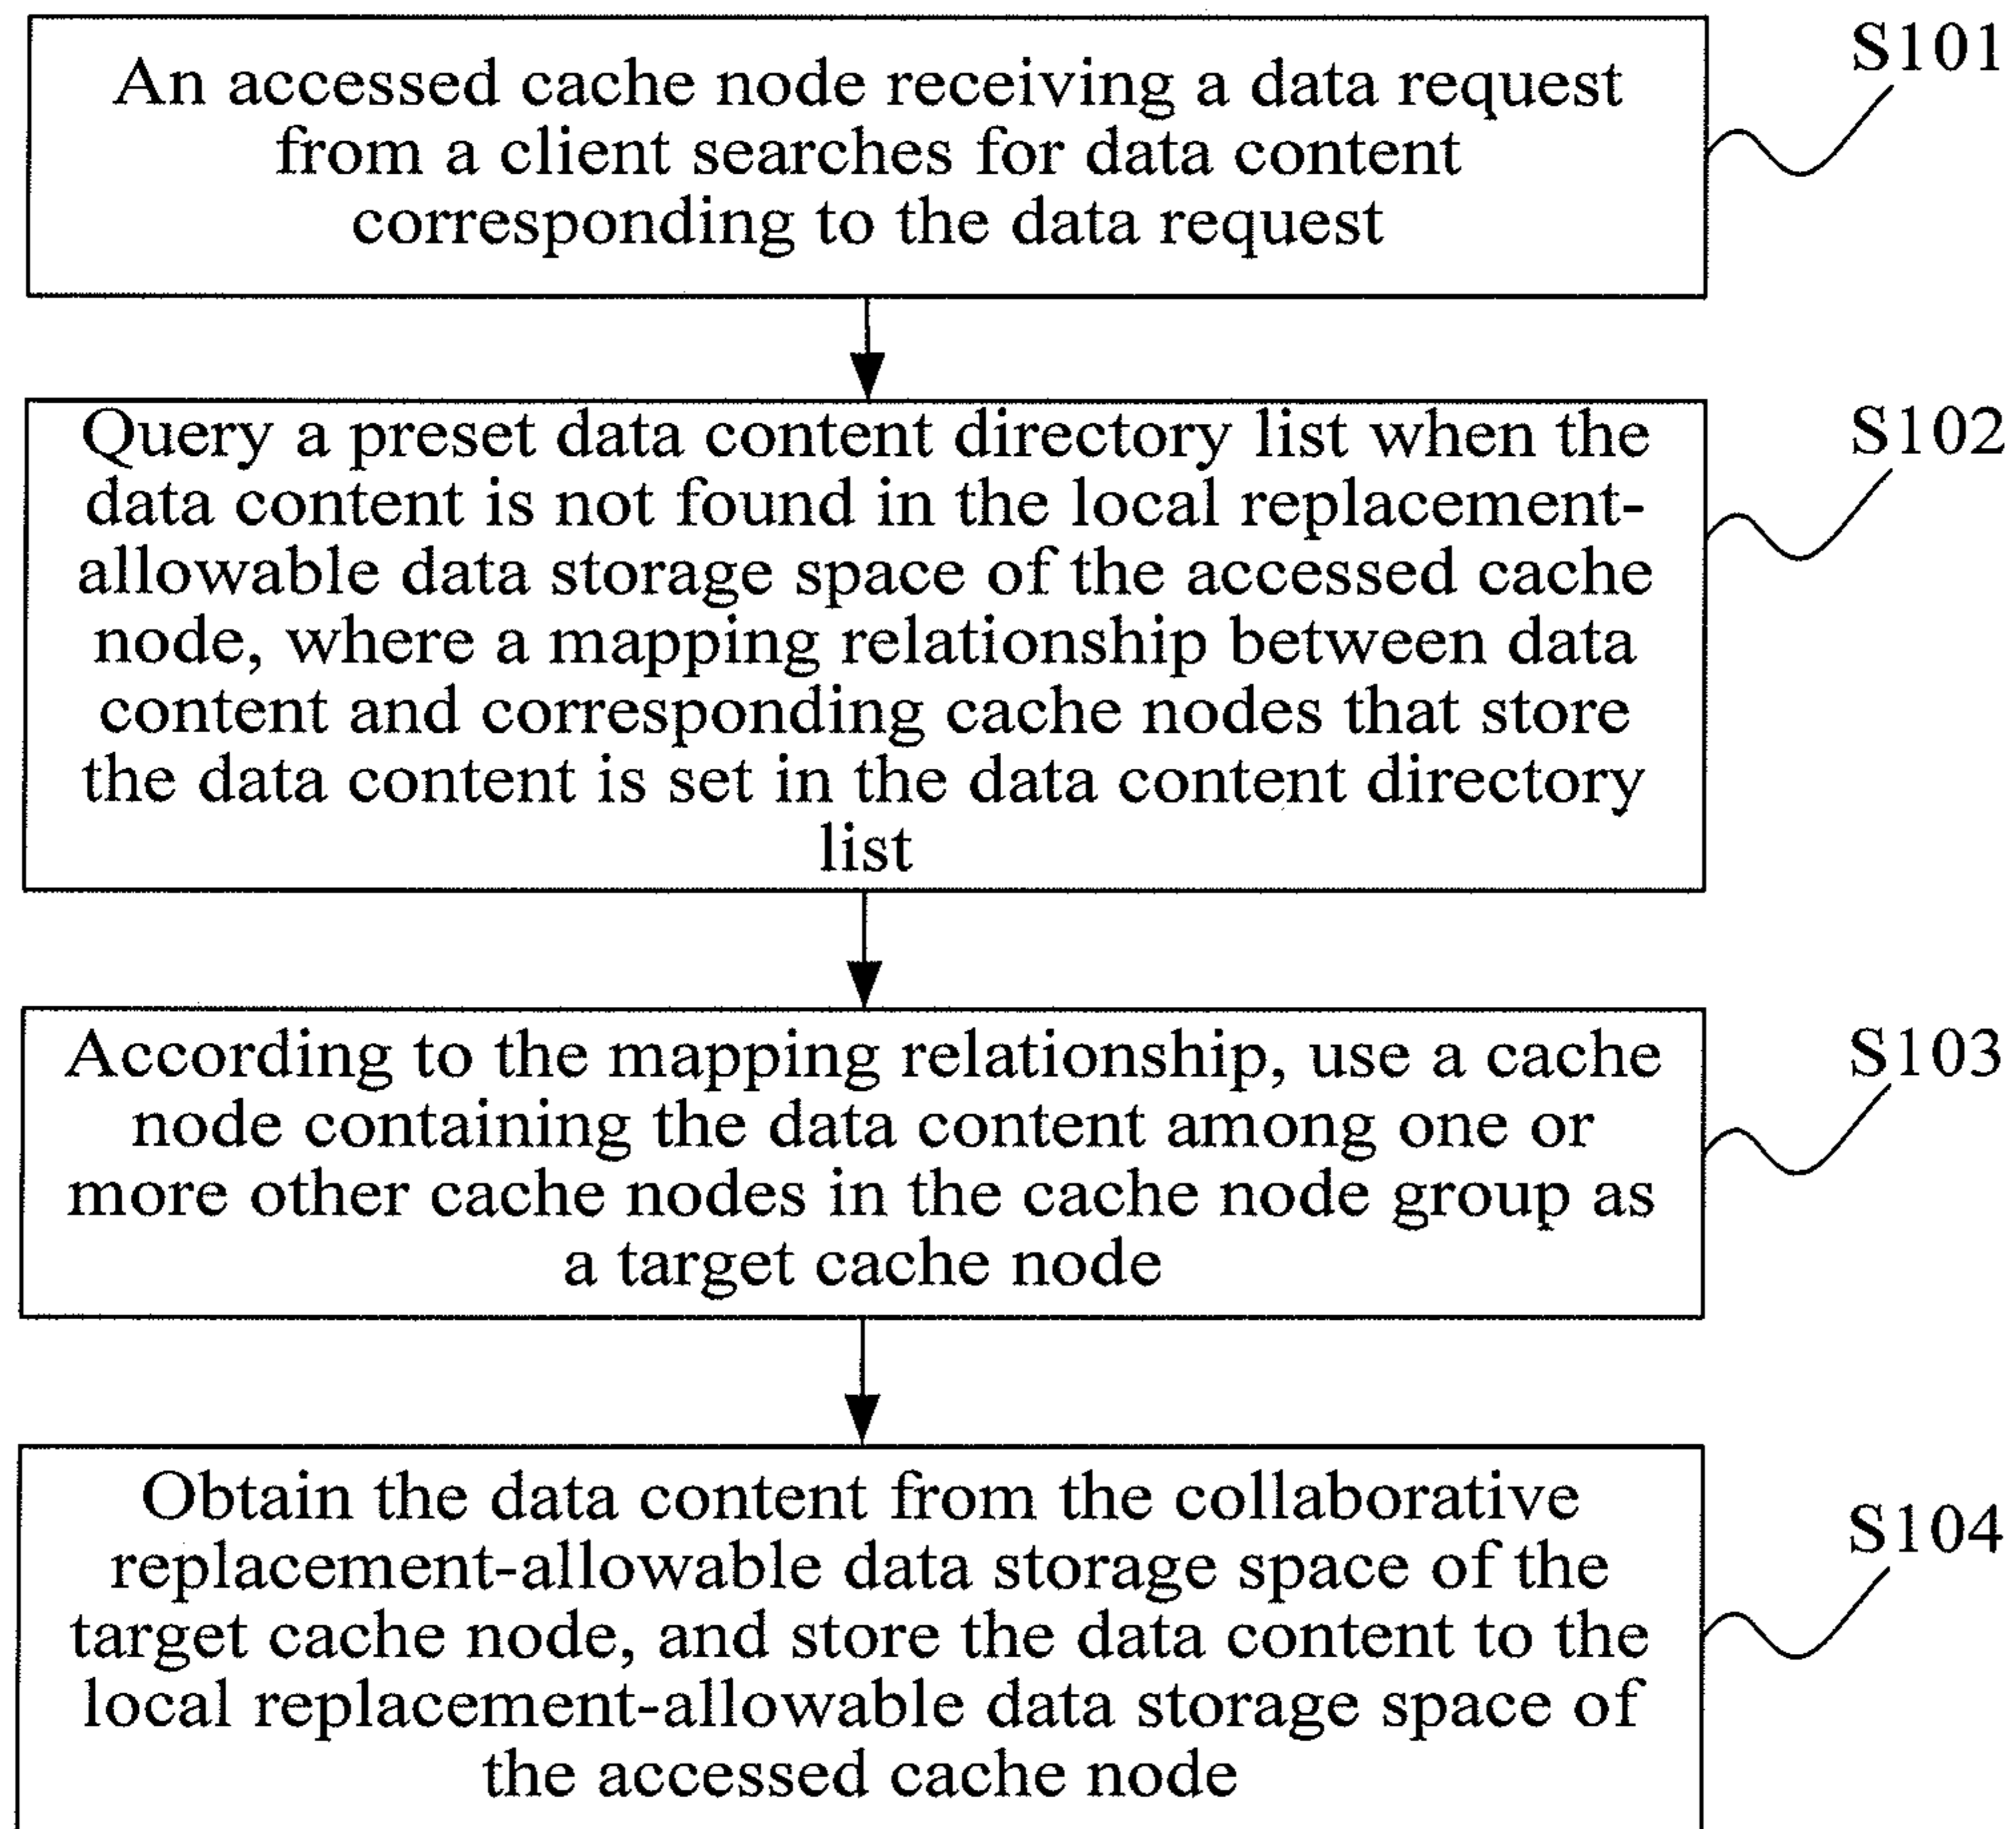 An accessed cache node receiving a data request
from a client searches for data content
corresponding to the data request
S101
Query a preset data content directory list when the
data content is not found in the local replacement-
allowable data storage space of the accessed cache
node, where a mapping relationship between data
content and corresponding cache nodes that store
the data content is set in the data content directory
list
S102
According to the mapping relationship, use a cache
node containing the data content among one or
more other cache nodes in the cache node group as
a target cache node
S103
Obtain the data content from the collaborative
replacement-allowable data storage space of the
target cache node, and store the data content to the
local replacement-allowable data storage space of
the accessed cache node
S104